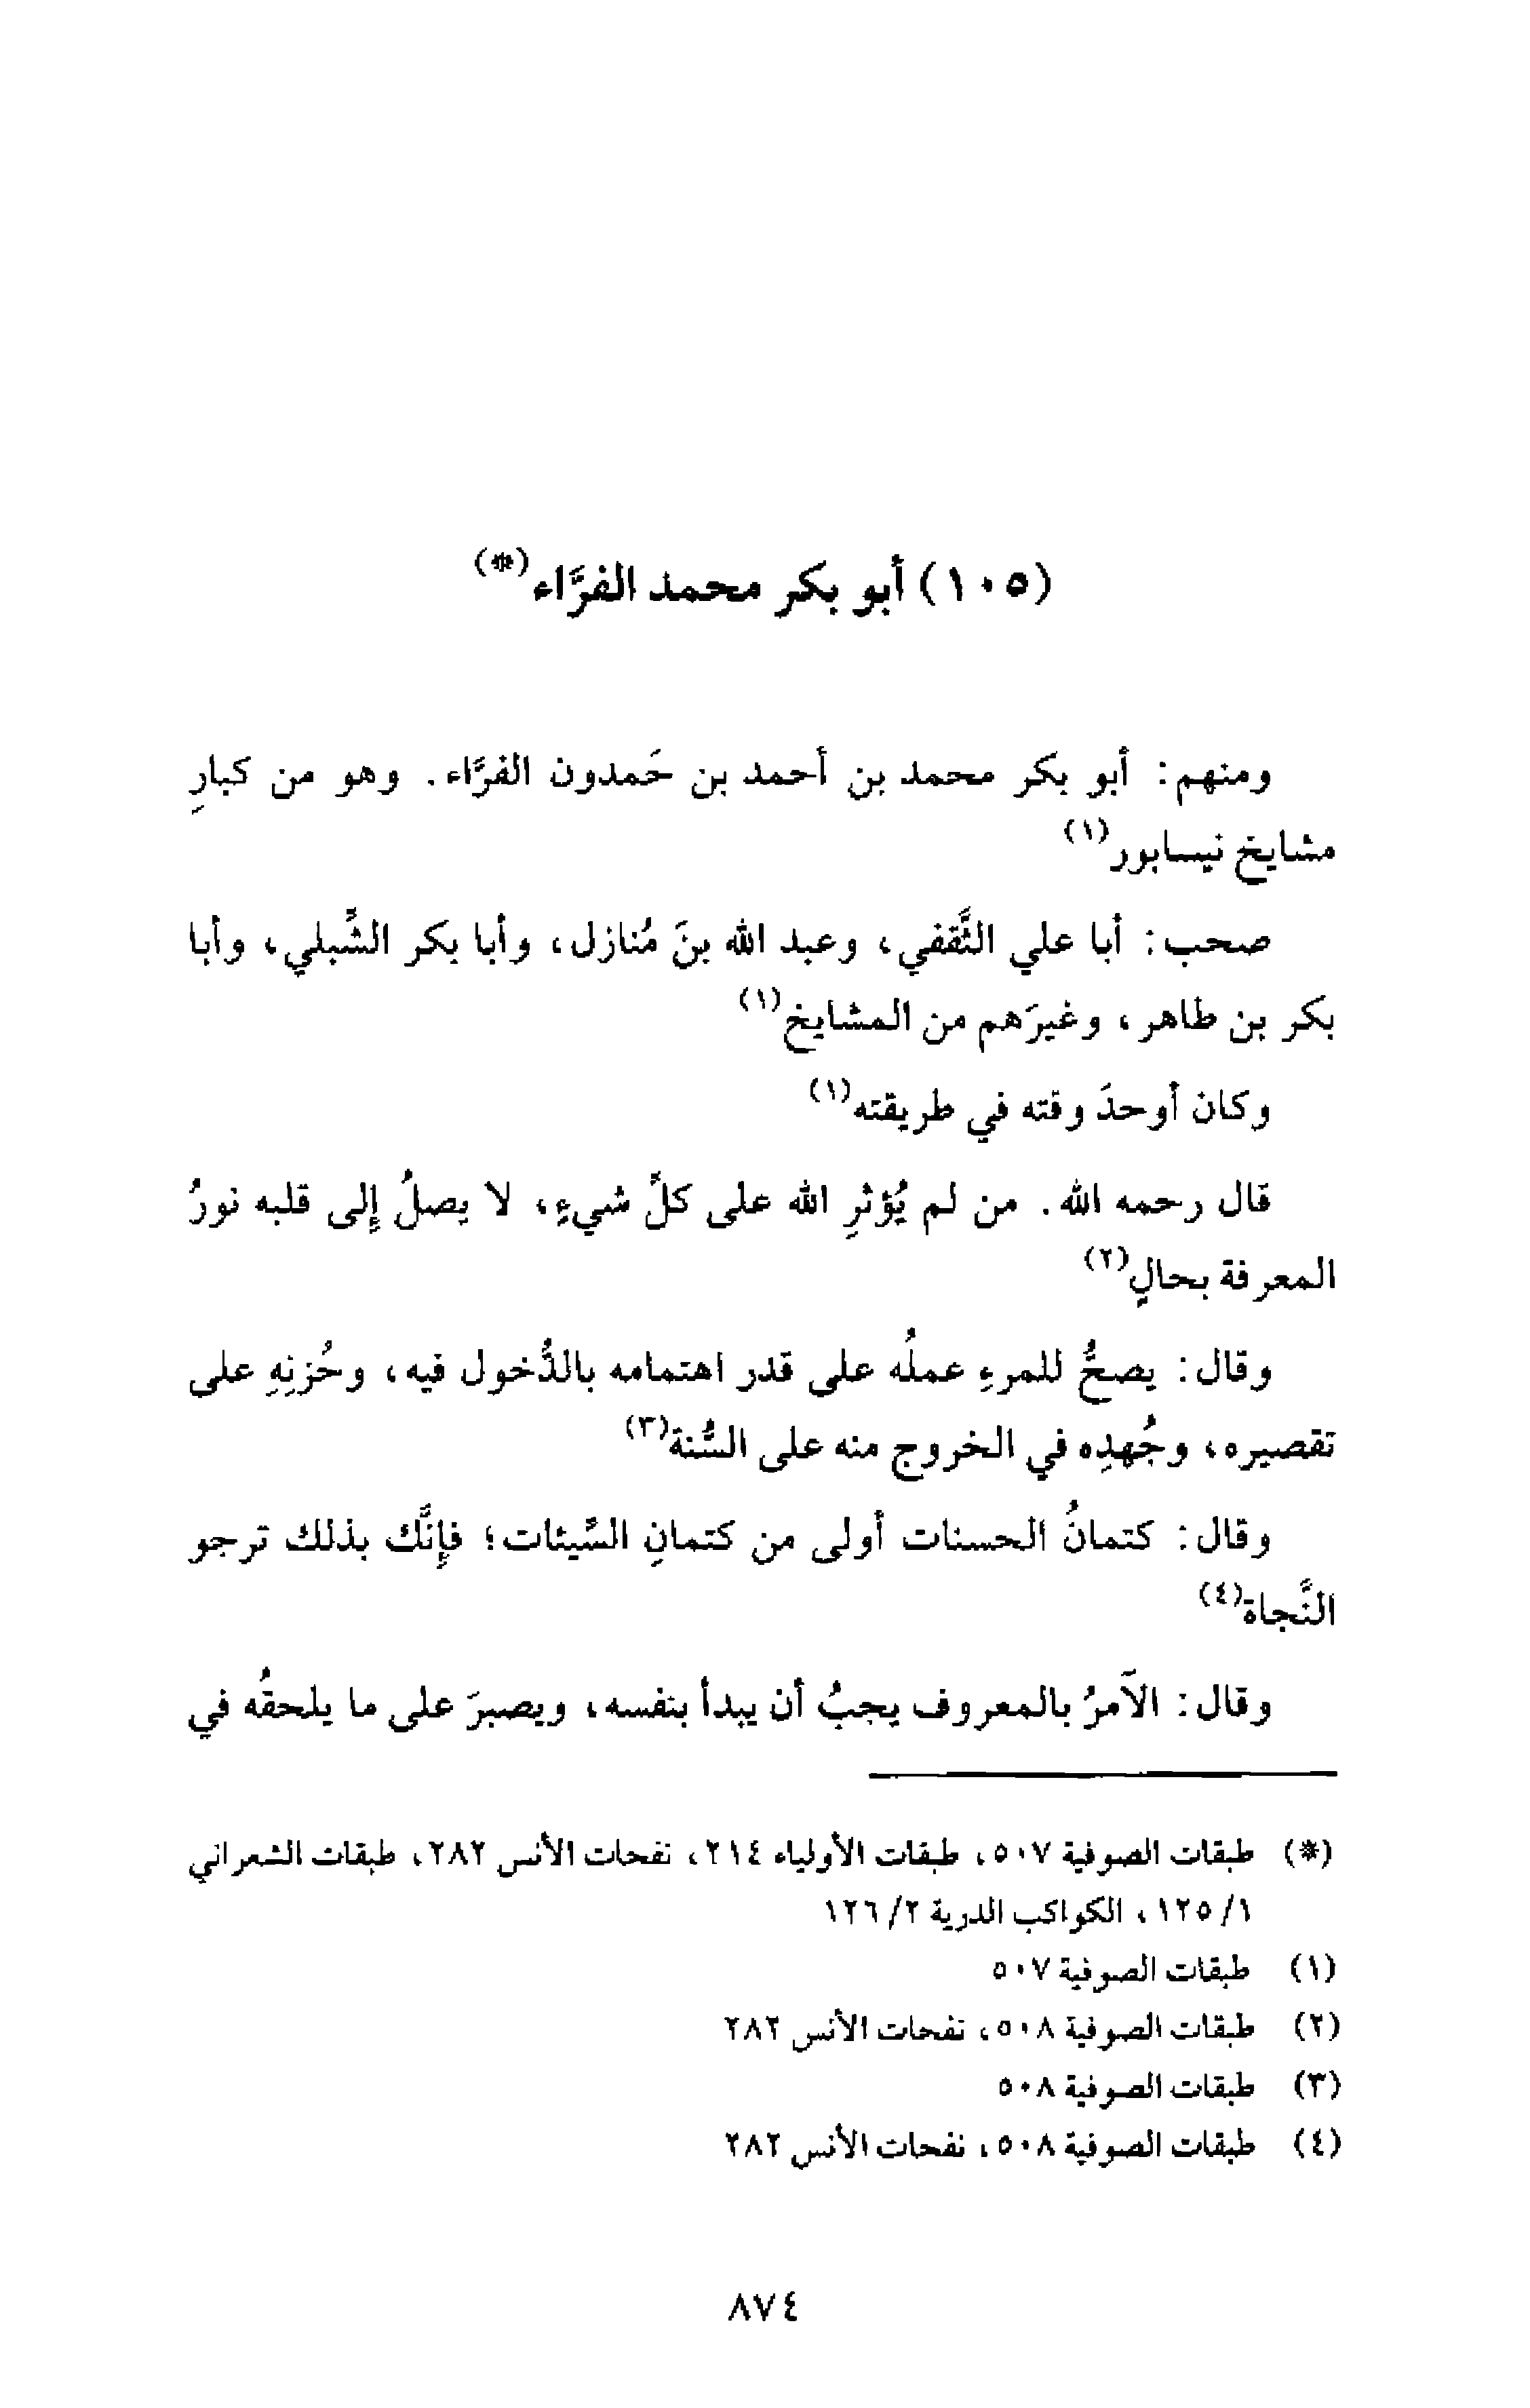 (١٠٥) أبو بكر محمد الفرَّاء(*)
ومنهم: أبو بكر محمد بن أحمد بن حَمدون الفرَّاء. وهو من كبارِ
مشايخ نيسابور(١)
صحب: أبا علي الثَّقفي، وعبد الله بنَ مُنازل، وأبا بكر الشِّبلي، وأبا
بكر بن طاهر، وغيرَهم من المشايخ(١)
وكان أوحدَ وقته في طريقته(١)
قال رحمه الله. من لم يُؤثرِ الله على كلِّ شيءٍ، لا يصلُ إلى قلبه نورُ
المعرفة بحالٍ(٢)
وقال: يصحُّ للمرءِ عملُه على قدر اهتمامه بالدُّخول فيه، وحُزنِهِ على
تقصيره، وجُهدِه في الخروج منه على السُّنة(٣)
وقال: كتمانُ الحسنات أولى من كتمانِ السِّيئات؛ فإنَّك بذلك ترجو
النَّجاة(٤)
وقال: الآمرُ بالمعروف يجبُ أن يبدأ بنفسه، ويصبرَ على ما يلحقُه في
(*) طبقات الصوفية ٥٠٧، طبقات الأولياء ٢١٤، نفحات الأنس ٢٨٢، طبقات الشعراني
١/ ١٢٥، الكواكب الدرية ٢/ ١٢٦
(١) طبقات الصوفية ٥٠٧
(٢) طبقات الصوفية ٥٠٨، نفحات الأنس ٢٨٢
(٣) طبقات الصوفية ٥٠٨
(٤) طبقات الصوفية ٥٠٨، نفحات الأنس ٢٨٢
٨٧٤